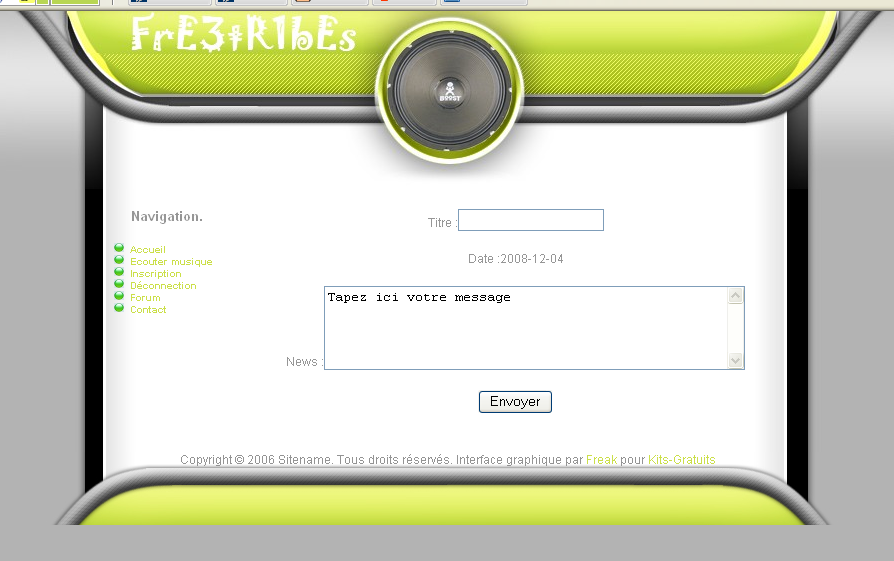 FrE3tR1bEs
BOOST
Navigation.
Titre :
Accueil
Ecouter musique
Inscription
Déconnection
Forum
Contact
Date :2008-12-04
Tapez ici votre message
News :
Envoyer
Copyright © 2006 Sitename. Tous droits réservés. Interface graphique par Freak pour Kits-Gratuits